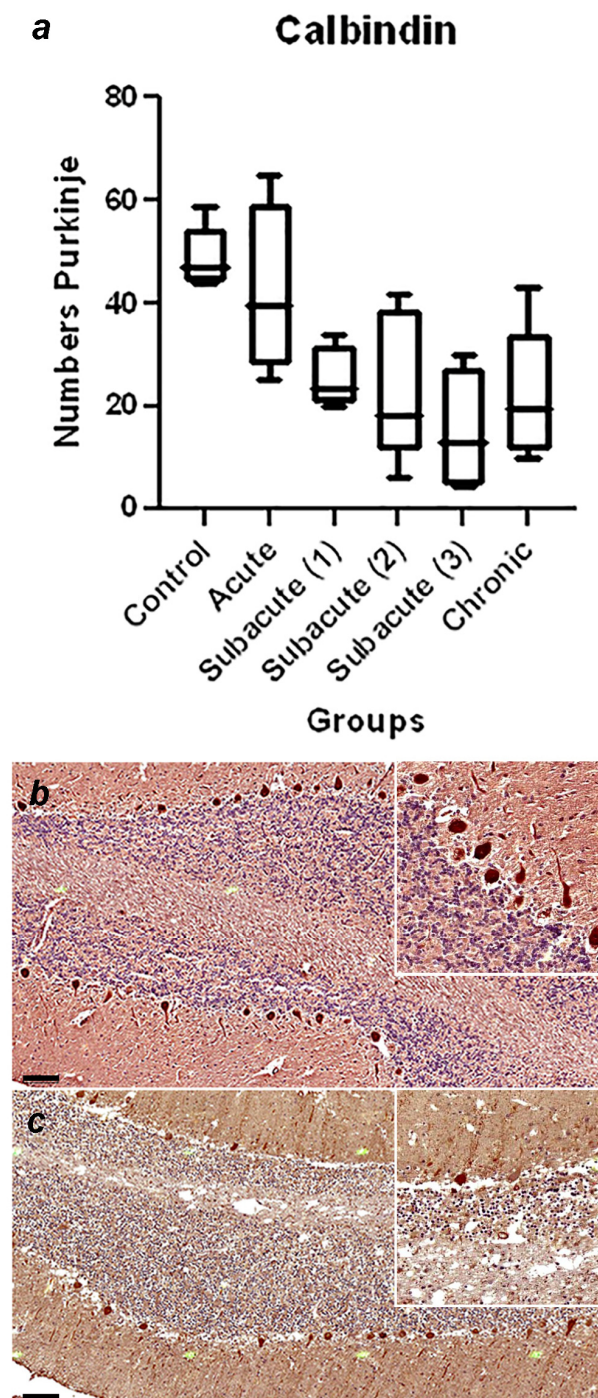 a
Calbindin
Numbers Purkinje
80
60
40
20
0
Control
Acute
Subacute (1)
Subacute (2)
Subacute (3)
Chronic
Groups
b
c